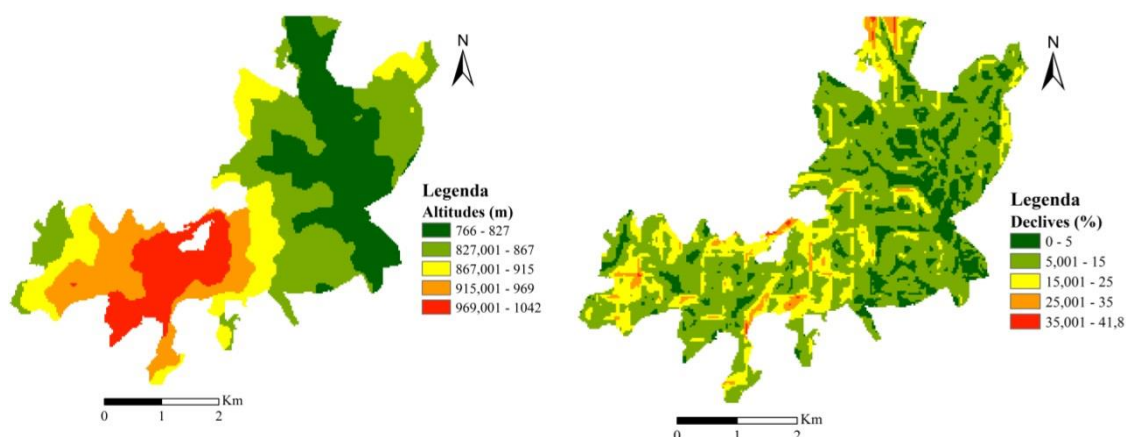 N
Legenda
Altitudes (m)
766 - 827
827,001 - 867
867,001 - 915
915,001 - 969
969,001 - 1042
Km
0 1 2
N
Legenda
Declives (%)
0 - 5
5,001 - 15
15,001 - 25
25,001 - 35
35,001 - 41,8
Km
0 1 2